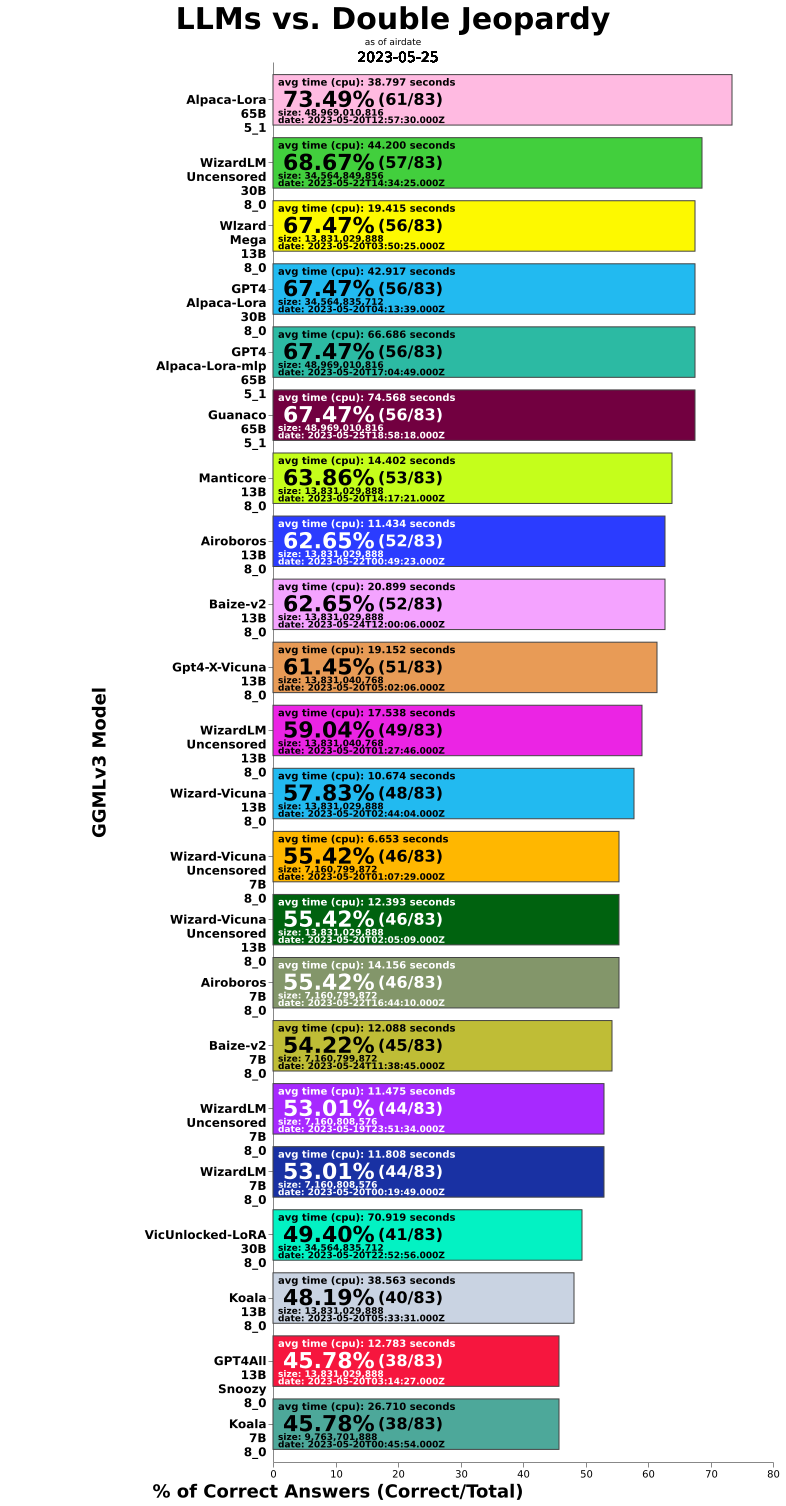 LLMs vs. Double Jeopardy
as of airdate
2023-05-25
GGMLv3 Model
Alpaca-Lora
65B
5_1
avg time (cpu): 38.797 seconds
73.49% (61/83)
size: 48,969,010,816
date: 2023-05-20T12:57:30.000Z
WizardLM
Uncensored
30B
8_0
avg time (cpu): 44.200 seconds
68.67% (57/83)
size: 34,564,849,856
date: 2023-05-22T14:34:25.000Z
WIzard
Mega
13B
8_0
avg time (cpu): 19.415 seconds
67.47% (56/83)
size: 13,831,029,888
date: 2023-05-20T03:50:25.000Z
GPT4
Alpaca-Lora
30B
8_0
avg time (cpu): 42.917 seconds
67.47% (56/83)
size: 34,564,835,712
date: 2023-05-20T04:13:39.000Z
GPT4
Alpaca-Lora-mlp
65B
5_1
avg time (cpu): 66.686 seconds
67.47% (56/83)
size: 48,969,010,816
date: 2023-05-20T17:04:49.000Z
Guanaco
65B
5_1
avg time (cpu): 74.568 seconds
67.47% (56/83)
size: 48,969,010,816
date: 2023-05-25T18:58:18.000Z
Manticore
13B
8_0
avg time (cpu): 14.402 seconds
63.86% (53/83)
size: 13,831,029,888
date: 2023-05-20T14:17:21.000Z
Airoboros
13B
8_0
avg time (cpu): 11.434 seconds
62.65% (52/83)
size: 13,831,029,888
date: 2023-05-22T00:49:23.000Z
Baize-v2
13B
8_0
avg time (cpu): 20.899 seconds
62.65% (52/83)
size: 13,831,029,888
date: 2023-05-24T12:00:06.000Z
Gpt4-X-Vicuna
13B
8_0
avg time (cpu): 19.152 seconds
61.45% (51/83)
size: 13,831,040,768
date: 2023-05-20T05:02:06.000Z
WizardLM
Uncensored
13B
8_0
avg time (cpu): 17.538 seconds
59.04% (49/83)
size: 13,831,040,768
date: 2023-05-20T01:27:46.000Z
Wizard-Vicuna
13B
8_0
avg time (cpu): 10.674 seconds
57.83% (48/83)
size: 13,831,029,888
date: 2023-05-20T02:44:04.000Z
Wizard-Vicuna
Uncensored
7B
8_0
avg time (cpu): 6.653 seconds
55.42% (46/83)
size: 7,160,799,872
date: 2023-05-20T01:07:29.000Z
Wizard-Vicuna
Uncensored
13B
8_0
avg time (cpu): 12.393 seconds
55.42% (46/83)
size: 13,831,029,888
date: 2023-05-20T02:05:09.000Z
Airoboros
7B
8_0
avg time (cpu): 14.156 seconds
55.42% (46/83)
size: 7,160,799,872
date: 2023-05-22T16:44:10.000Z
Baize-v2
7B
8_0
avg time (cpu): 12.088 seconds
54.22% (45/83)
size: 7,160,799,872
date: 2023-05-24T11:38:45.000Z
WizardLM
Uncensored
7B
8_0
avg time (cpu): 11.475 seconds
53.01% (44/83)
size: 7,160,808,576
date: 2023-05-19T23:51:34.000Z
WizardLM
7B
8_0
avg time (cpu): 11.808 seconds
53.01% (44/83)
size: 7,160,808,576
date: 2023-05-20T00:19:49.000Z
VicUnlocked-LoRA
30B
8_0
avg time (cpu): 70.919 seconds
49.40% (41/83)
size: 34,564,835,712
date: 2023-05-20T22:52:56.000Z
Koala
13B
8_0
avg time (cpu): 38.563 seconds
48.19% (40/83)
size: 13,831,029,888
date: 2023-05-20T05:33:31.000Z
GPT4All
13B
Snoozy
8_0
avg time (cpu): 12.783 seconds
45.78% (38/83)
size: 13,831,029,888
date: 2023-05-20T03:14:27.000Z
Koala
7B
8_0
avg time (cpu): 26.710 seconds
45.78% (38/83)
size: 9,763,701,888
date: 2023-05-20T00:45:54.000Z
0 10 20 30 40 50 60 70 80
% of Correct Answers (Correct/Total)